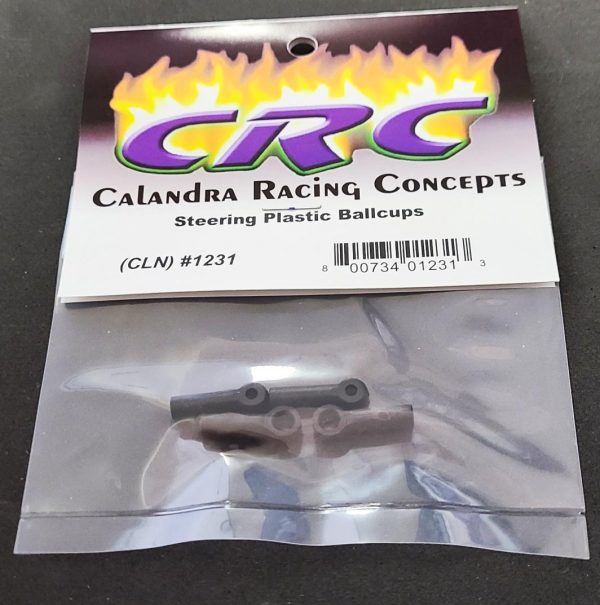 CRC
Calandra Racing Concepts
Steering Plastic Ballcups
(CLN) #1231
8 00734 01231 3